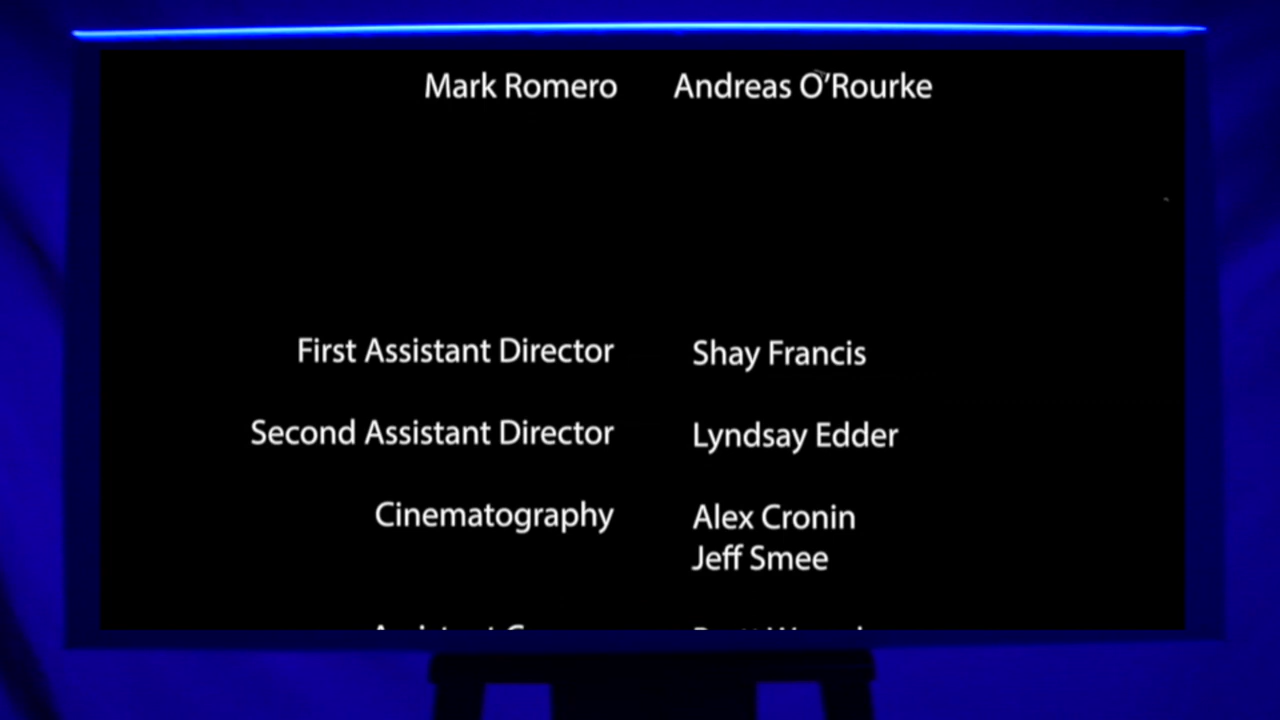 Mark Romero Andreas O'Rourke
First Assistant Director Shay Francis
Second Assistant Director Lyndsay Edder
Cinematography Alex Cronin
Jeff Smee